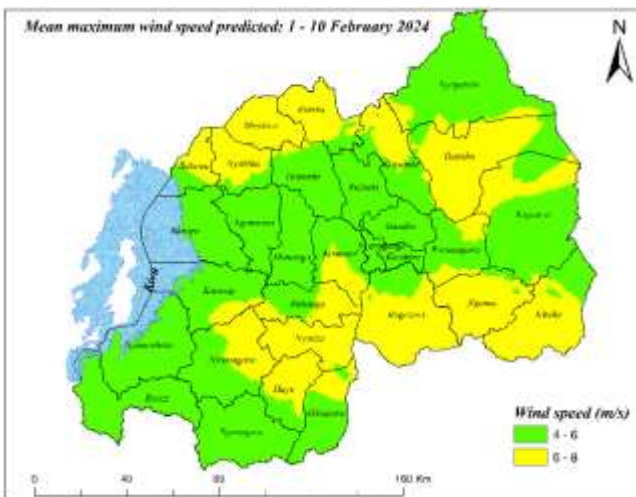 Mean maximum wind speed predicted: 1 - 10 February 2024
N
Nyagatare
Burera
Musanze
Gatsibo
Rubavu
Nyabihu
Gakenke
Gicumbi
Rulindo
Kayonza
Rutsiro
Ngororero
Gasabo
Muhanga
Kamonyi
Rwamagana
Karongi
Ruhango
Bugesera
Ngoma
Kirehe
Nyanza
Nyamasheke
Nyamagabe
Huye
Rusizi
Gisagara
Nyaruguru
Wind speed (m/s)
4 - 6
6 - 8
0
40
80
160 Km